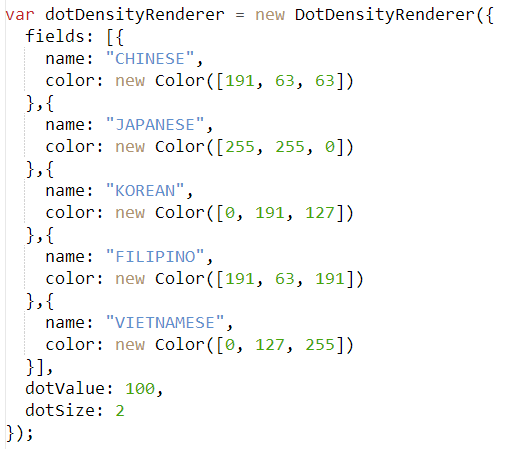 var dotDensityRenderer = new DotDensityRenderer({
  fields: [{
    name: "CHINESE",
    color: new Color([191, 63, 63])
  },{
    name: "JAPANESE",
    color: new Color([255, 255, 0])
  },{
    name: "KOREAN",
    color: new Color([0, 191, 127])
  },{
    name: "FILIPINO",
    color: new Color([191, 63, 191])
  },{
    name: "VIETNAMESE",
    color: new Color([0, 127, 255])
  }],
  dotValue: 100,
  dotSize: 2
});